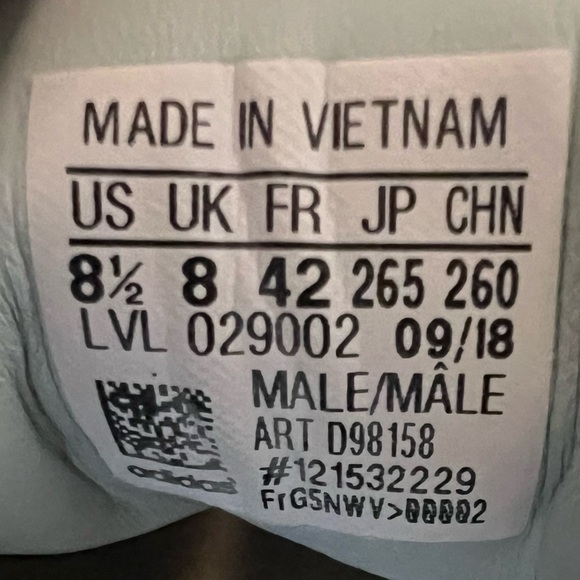 MADE IN VIETNAM
US UK FR JP CHN
8½ 8 42 265 260
LVL 029002 09/18
MALE/MÂLE
ART D98158
#121532229
adidas
FrG5NWV>00002